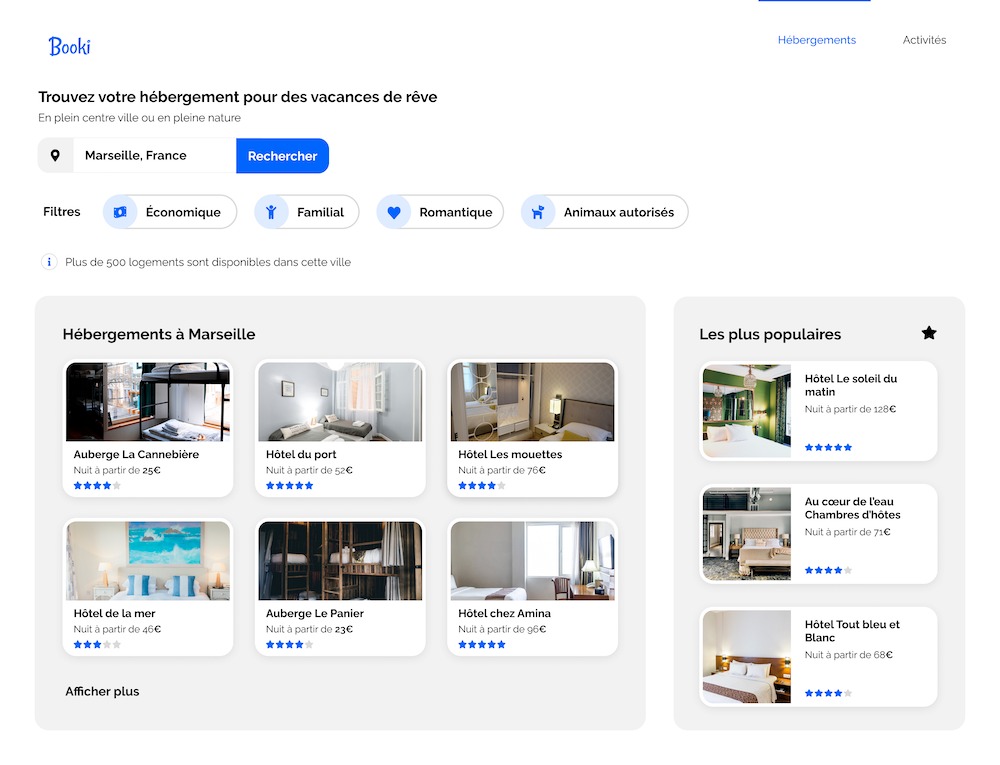 Booki
Hébergements
Activités
Trouvez votre hébergement pour des vacances de rêve
En plein centre ville ou en pleine nature
Marseille, France
Rechercher
Filtres
Économique
Familial
Romantique
Animaux autorisés
Plus de 500 logements sont disponibles dans cette ville
Hébergements à Marseille
Auberge La Cannebière
Nuit à partir de 25€
Hôtel du port
Nuit à partir de 52€
Hôtel Les mouettes
Nuit à partir de 76€
Hôtel de la mer
Nuit à partir de 46€
Auberge Le Panier
Nuit à partir de 23€
Hôtel chez Amina
Nuit à partir de 96€
Afficher plus
Les plus populaires
Hôtel Le soleil du
matin
Nuit à partir de 128€
Au cœur de l'eau
Chambres d'hôtes
Nuit à partir de 71€
Hôtel Tout bleu et
Blanc
Nuit à partir de 68€